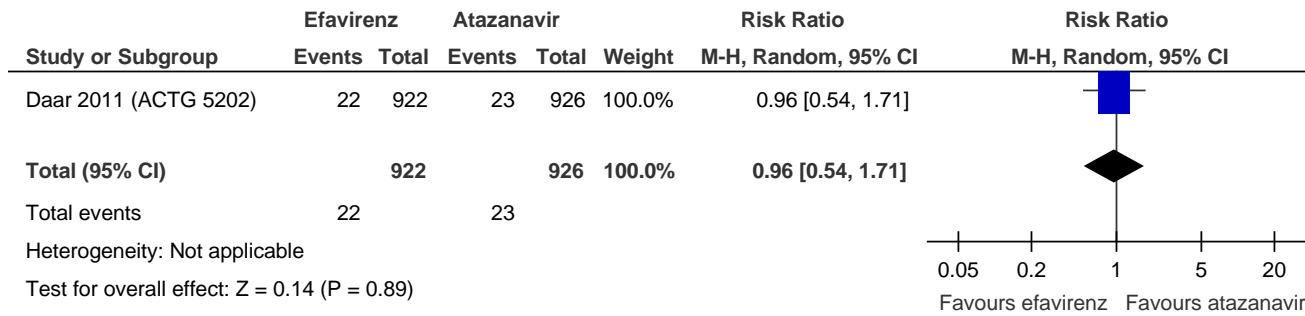 Efavirenz Atazanavir Risk Ratio Risk Ratio
Study or Subgroup Events Total Events Total Weight M-H, Random, 95% CI M-H, Random, 95% CI
Daar 2011 (ACTG 5202) 22 922 23 926 100.0% 0.96 [0.54, 1.71]
Total (95% CI) 922 926 100.0% 0.96 [0.54, 1.71]
Total events 22 23
Heterogeneity: Not applicable
Test for overall effect: Z = 0.14 (P = 0.89)
0.05 0.2 1 5 20
Favours efavirenz Favours atazanavir